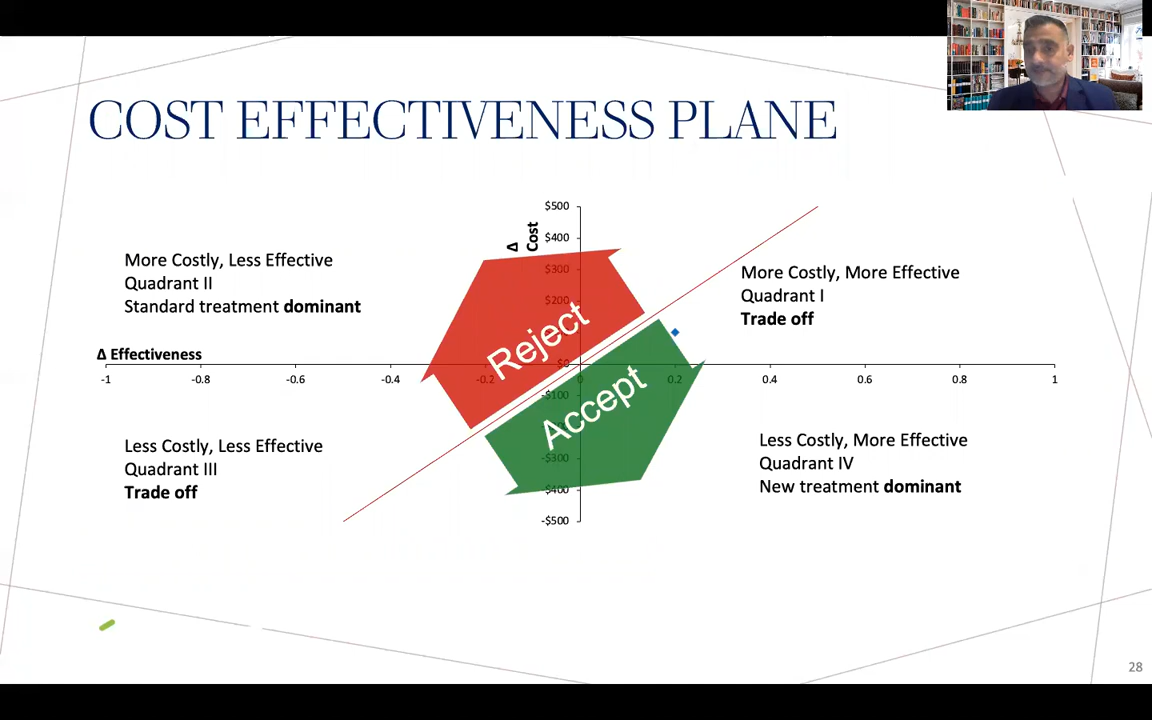 COST EFFECTIVENESS PLANE
More Costly, Less Effective
Quadrant II
Standard treatment dominant
Δ Cost
$500
$400
$300
$200
$0
-$100
-$300
-$400
-$500
More Costly, More Effective
Quadrant I
Trade off
Reject
Accept
Δ Effectiveness
-1 -0.8 -0.6 -0.4 -0.2 0 0.2 0.4 0.6 0.8 1
Less Costly, Less Effective
Quadrant III
Trade off
Less Costly, More Effective
Quadrant IV
New treatment dominant
28